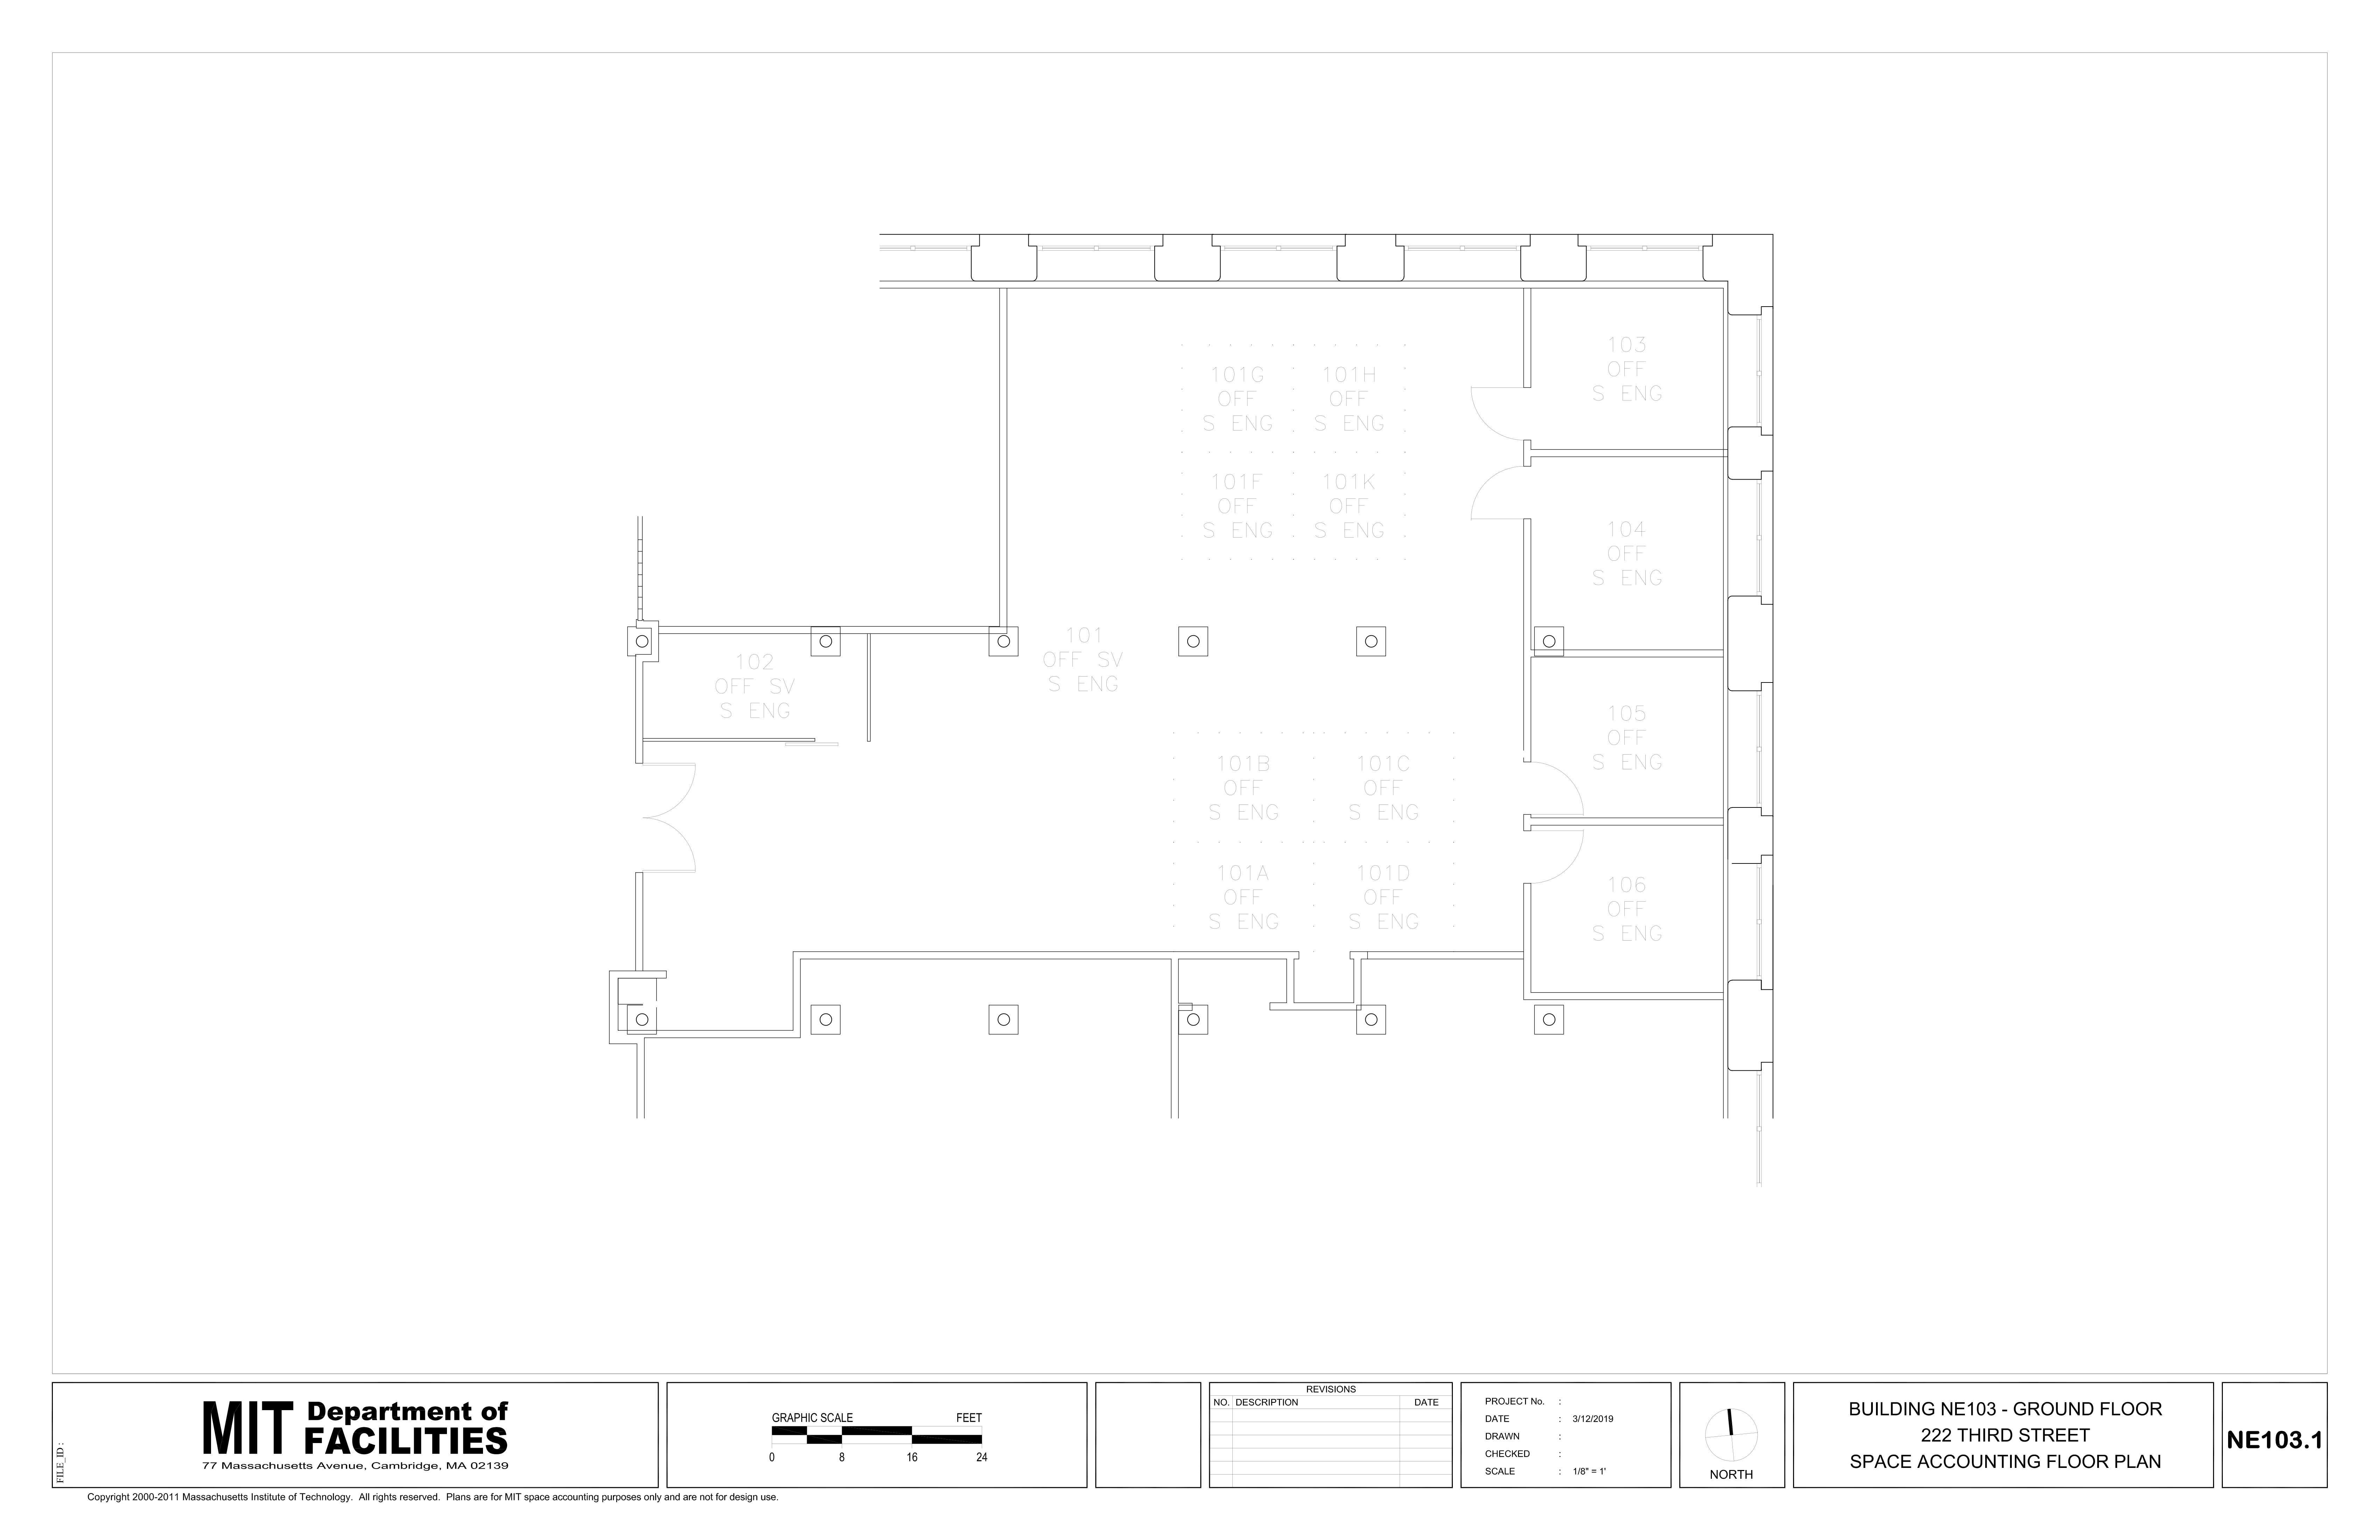 103
OFF
S ENG
101G
OFF
S ENG
101H
OFF
S ENG
101F
OFF
S ENG
101K
OFF
S ENG
104
OFF
S ENG
101
OFF SV
S ENG
102
OFF SV
S ENG
105
OFF
S ENG
101B
OFF
S ENG
101C
OFF
S ENG
101A
OFF
S ENG
101D
OFF
S ENG
106
OFF
S ENG
FILE_ID :
MIT Department of
FACILITIES
77 Massachusetts Avenue, Cambridge, MA 02139
GRAPHIC SCALE FEET
0 8 16 24
REVISIONS
NO. DESCRIPTION DATE
PROJECT No. :
DATE : 3/12/2019
DRAWN :
CHECKED :
SCALE : 1/8" = 1'
NORTH
BUILDING NE103 - GROUND FLOOR
222 THIRD STREET
SPACE ACCOUNTING FLOOR PLAN
NE103.1
Copyright 2000-2011 Massachusetts Institute of Technology. All rights reserved. Plans are for MIT space accounting purposes only and are not for design use.